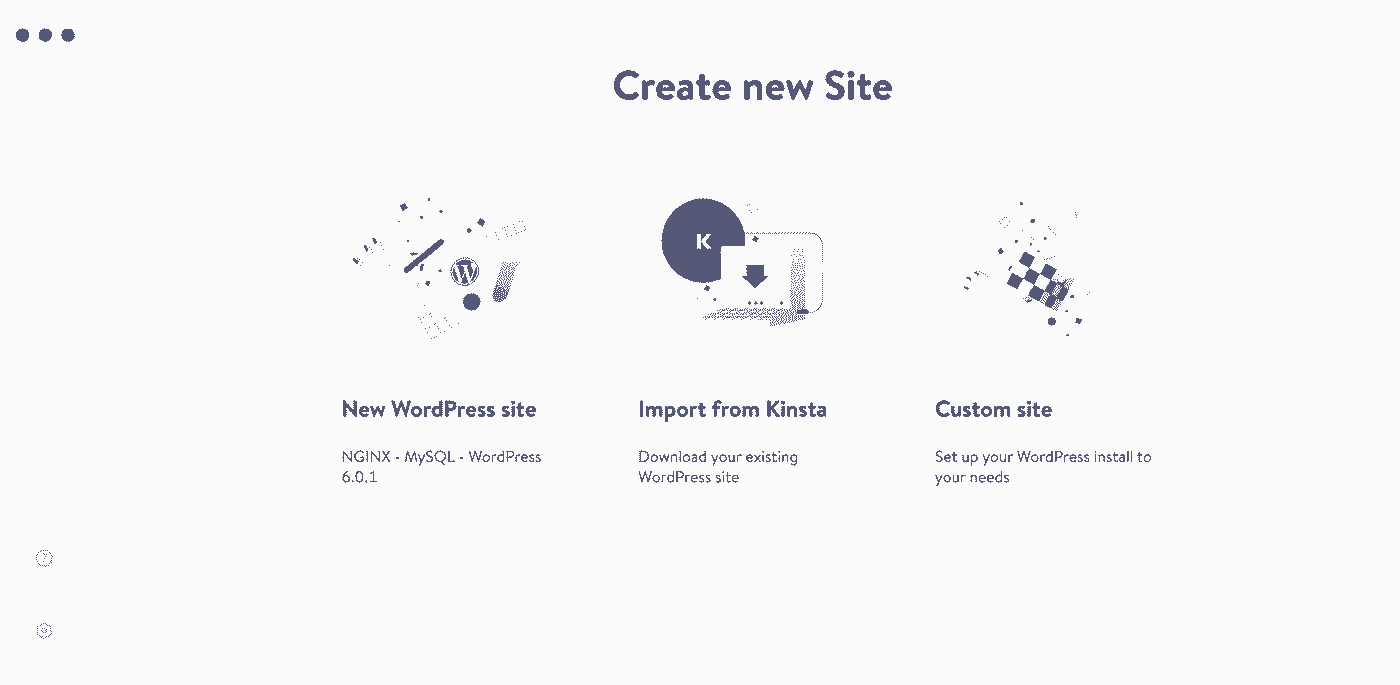 Create new Site
K
New WordPress site
NGINX - MySQL - WordPress
6.0.1
Import from Kinsta
Download your existing
WordPress site
Custom site
Set up your WordPress install to
your needs
?